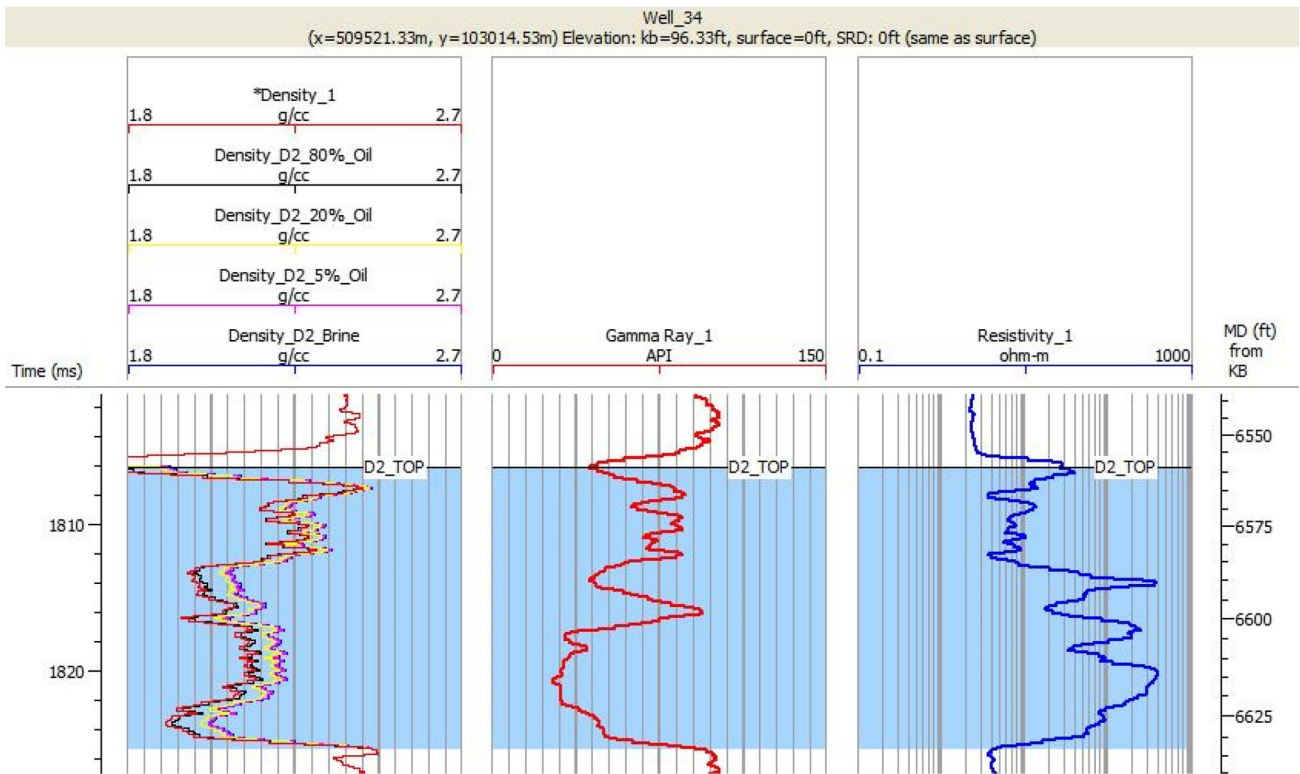 Well_34
(x=509521.33m, y=103014.53m) Elevation: kb=96.33ft, surface=0ft, SRD: 0ft (same as surface)
*Density_1
1.8 g/cc 2.7
Density_D2_80%_Oil
1.8 g/cc 2.7
Density_D2_20%_Oil
1.8 g/cc 2.7
Density_D2_5%_Oil
1.8 g/cc 2.7
Density_D2_Brine
1.8 g/cc 2.7
Gamma Ray_1
0 API 150
Resistivity_1
0.1 ohm-m 1000
MD (ft)
from
KB
Time (ms)
6550
D2_TOP D2_TOP D2_TOP
1810
6575
6600
1820
6625